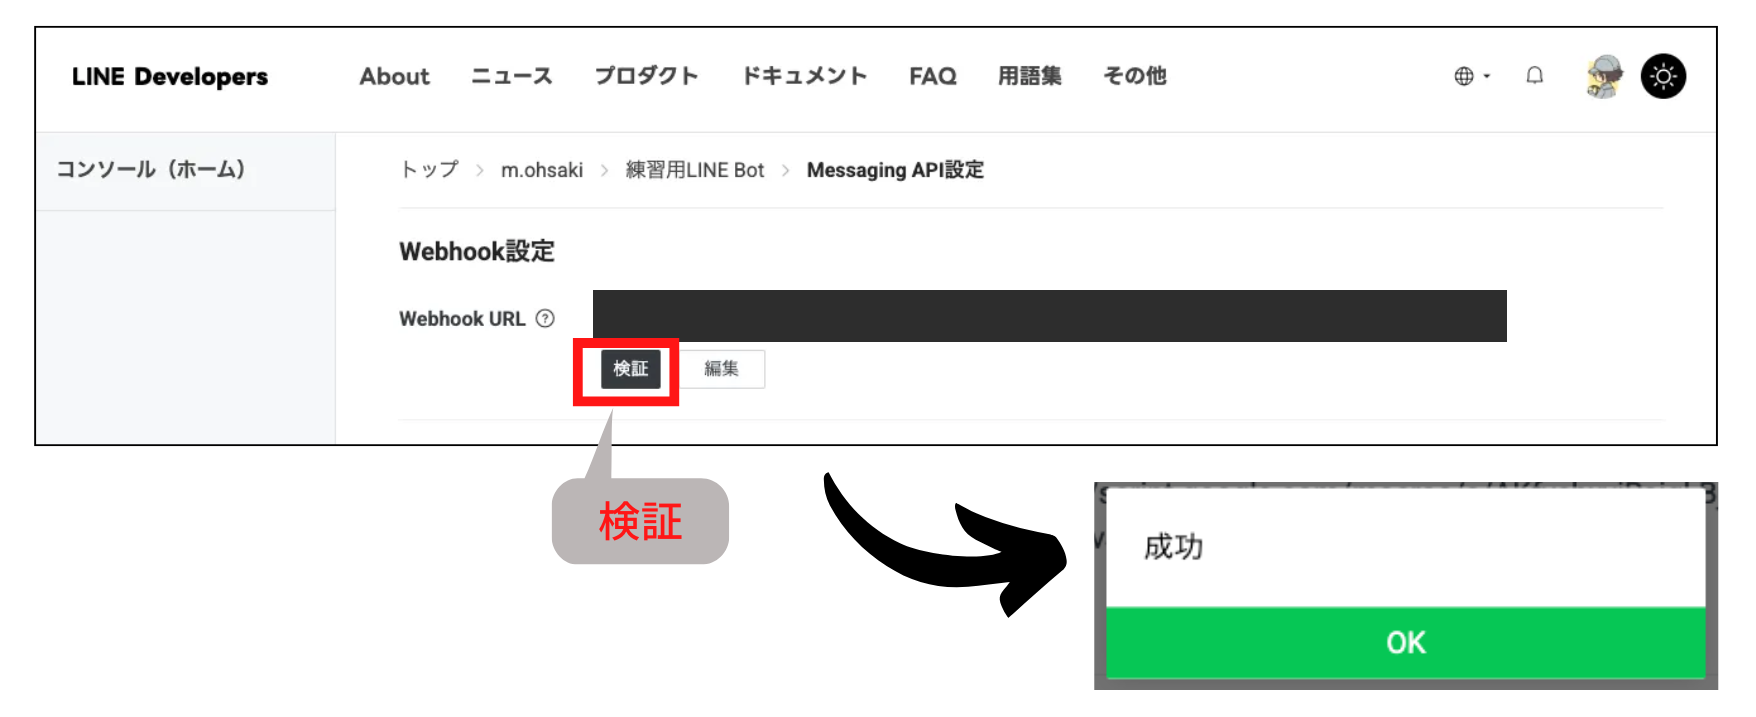 LINE Developers About ニュース プロダクト ドキュメント FAQ 用語集 その他
コンソール（ホーム）
トップ > m.ohsaki > 練習用LINE Bot > Messaging API設定
Webhook設定
Webhook URL ?
検証 編集
検証
成功
OK